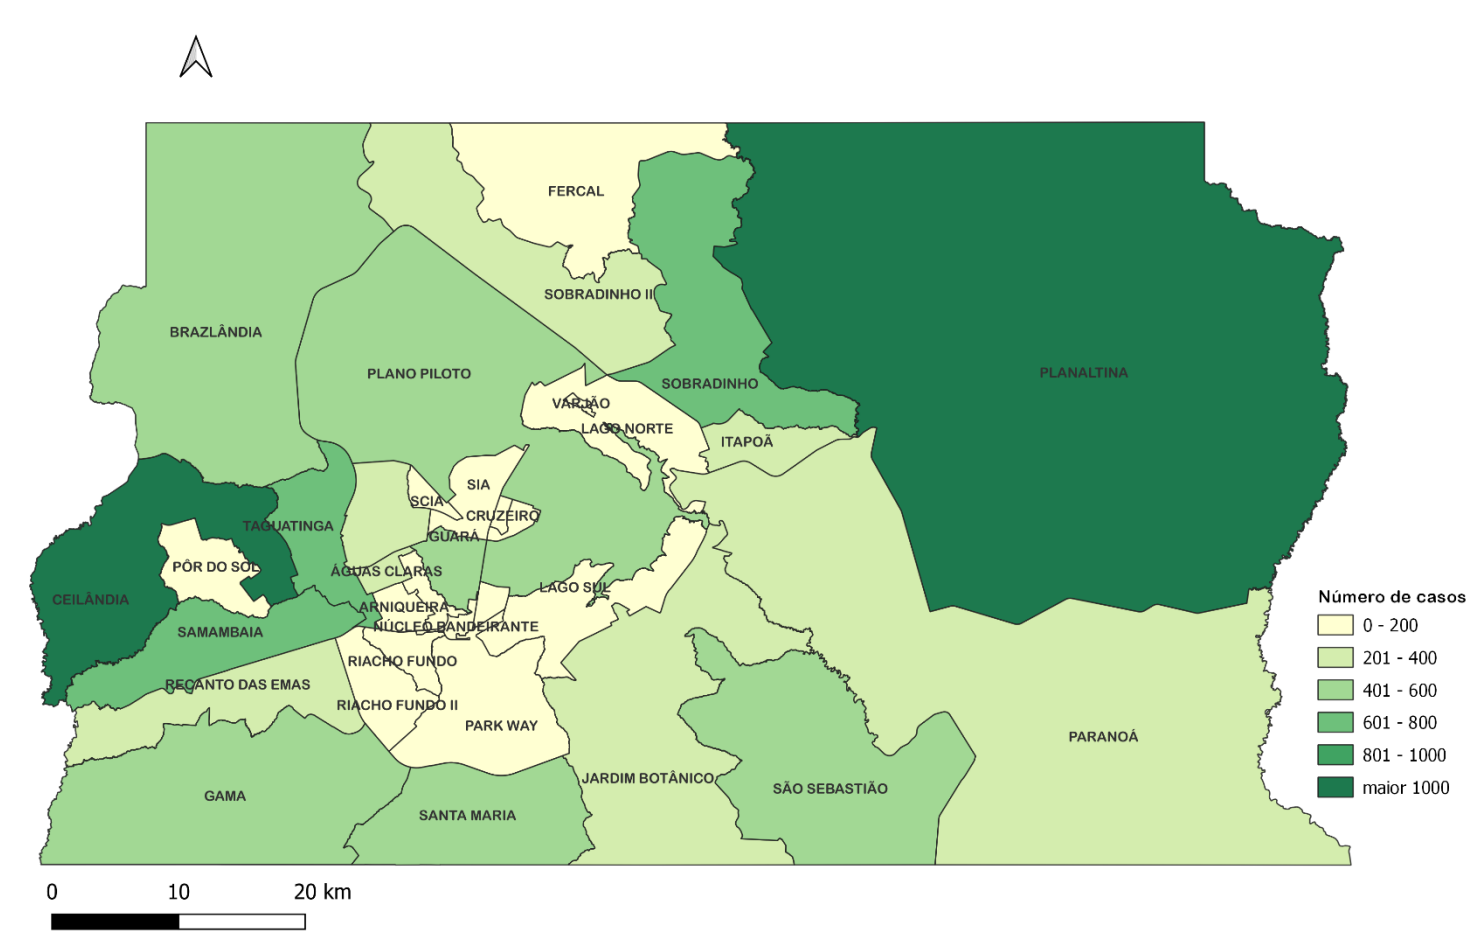 FERCAL
SOBRADINHO II
BRAZLÂNDIA
PLANO PILOTO
PLANALTINA
SOBRADINHO
VARJÃO
LAGO NORTE
ITAPOÃ
SIA
SCIA
CRUZEIRO
TAGUATINGA
GUARÁ
PÔR DO SOL
ÁGUAS CLARAS
LAGO SUL
CEILÂNDIA
ARNIQUEIRA
NÚCLEO BANDEIRANTE
SAMAMBAIA
RIACHO FUNDO
RECANTO DAS EMAS
RIACHO FUNDO II
PARK WAY
PARANOÁ
JARDIM BOTÂNICO
SÃO SEBASTIÃO
GAMA
SANTA MARIA
Número de casos
0 - 200
201 - 400
401 - 600
601 - 800
801 - 1000
maior 1000
0 10 20 km